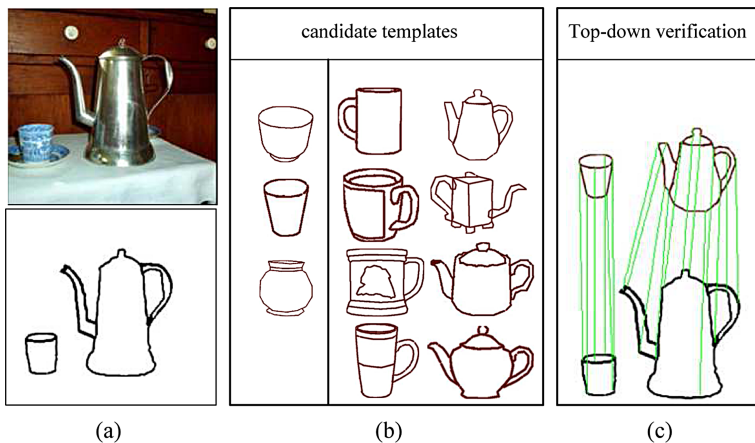 candidate templates
Top-down verification
(a)
(b)
(c)